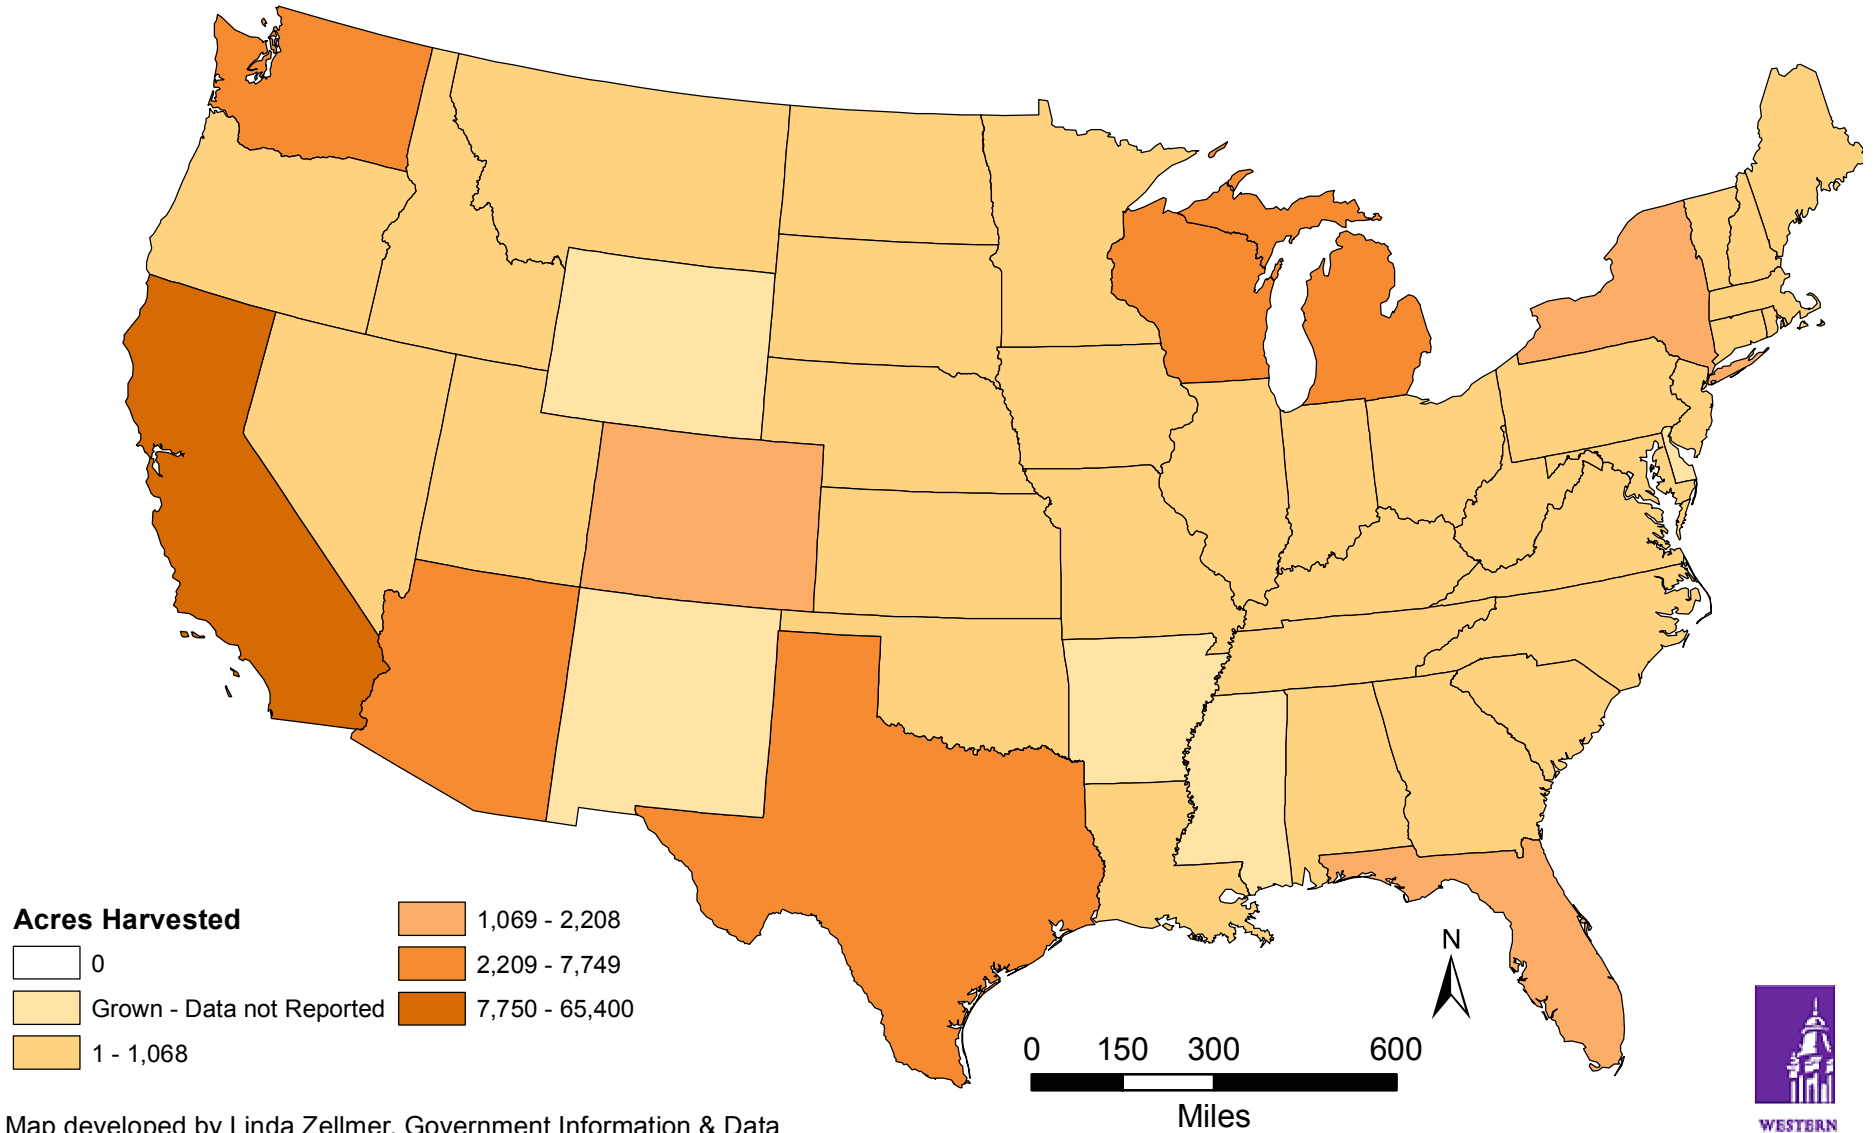 Acres Harvested
0
Grown - Data not Reported
1 - 1,068
1,069 - 2,208
2,209 - 7,749
7,750 - 65,400
N
0 150 300 600
Miles
Map developed by Linda Zellmer, Government Information & Data
WESTERN